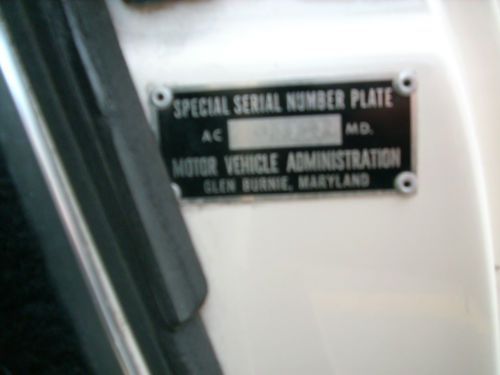 SPECIAL SERIAL NUMBER PLATE
AC MD.
MOTOR VEHICLE ADMINISTRATION
GLEN BURNIE, MARYLAND